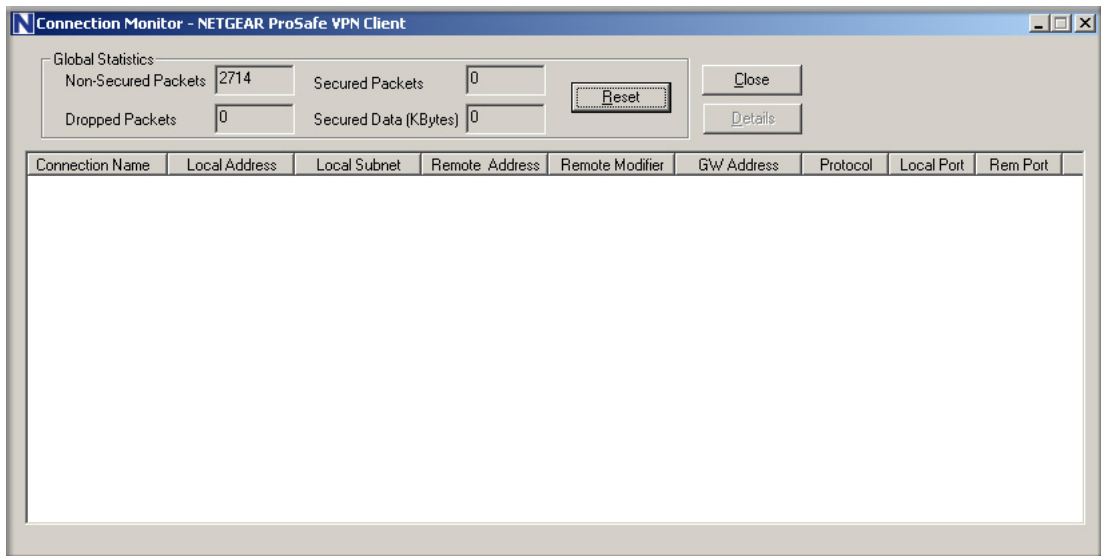 Connection Monitor - NETGEAR ProSafe VPN Client
Global Statistics
Non-Secured Packets 2714 Secured Packets 0
Reset
Close
Dropped Packets 0 Secured Data (KBytes) 0
Details
Connection Name Local Address Local Subnet Remote Address Remote Modifier GW Address Protocol Local Port Rem Port